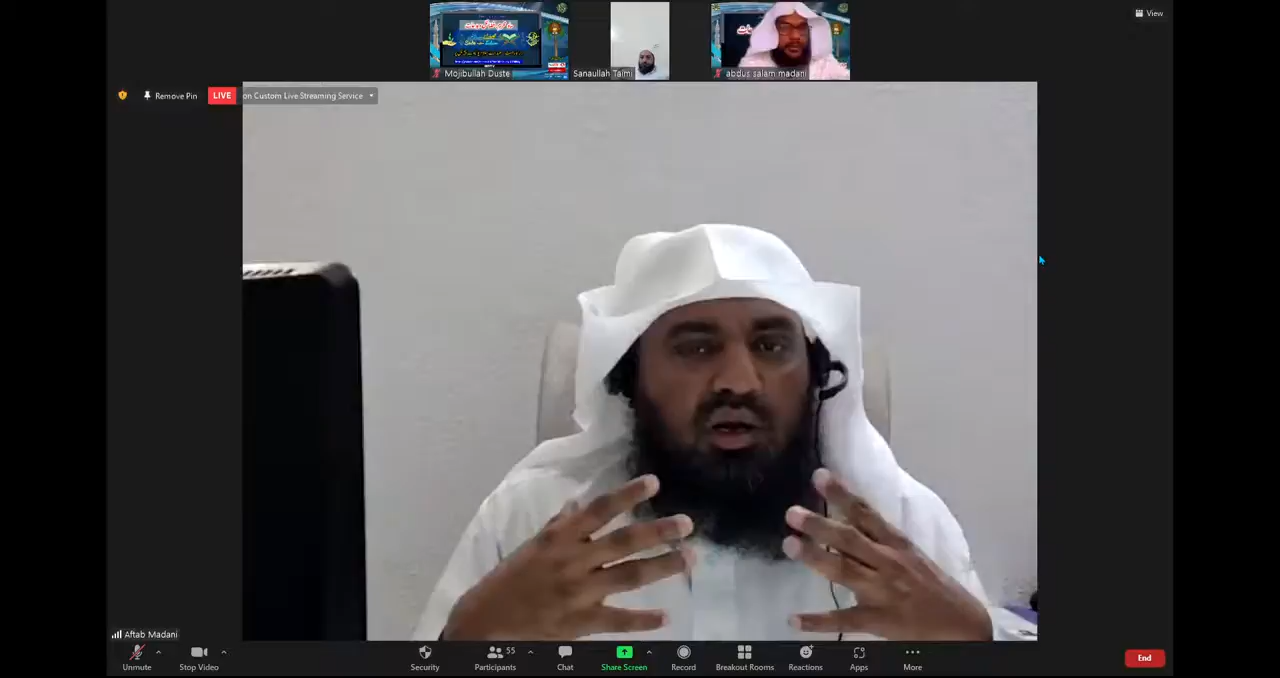 Mojibullah Duste
Sanaullah Taimi
abdus salam madani
View
Remove Pin
LIVE
on Custom Live Streaming Service
Aftab Madani
Unmute
Stop Video
Security
55
Participants
Chat
Share Screen
Record
Breakout Rooms
Reactions
Apps
More
End